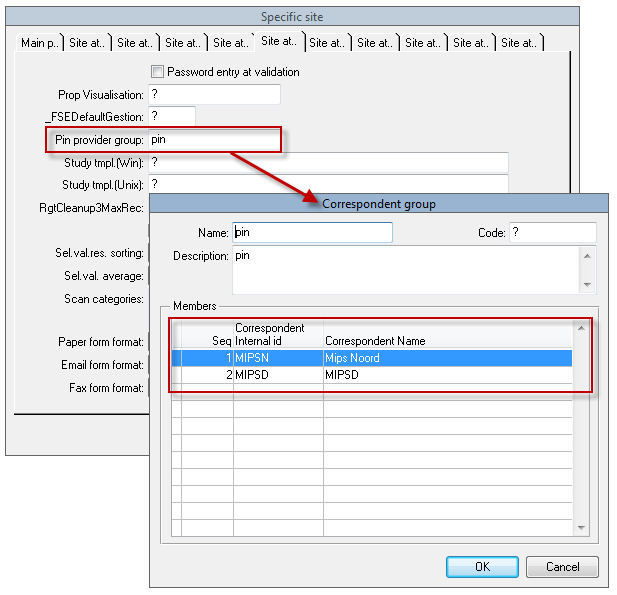 Specific site
Main p.. Site at.. Site at.. Site at.. Site at.. Site at.. Site at.. Site at.. Site at.. Site at.. Site at..
Password entry at validation
Prop Visualisation: ?
_FSEDefaultGestion: ?
Pin provider group: pin
Study tmpl.(Win): ?
Study tmpl.(Unix): ?
RgtCleanup3MaxRec:
Sel.val.res. sorting:
Sel.val. average:
Scan categories:
Paper form format:
Email form format:
Fax form format:
Correspondent group
Name: pin Code: ?
Description: pin
Members
Seq Correspondent Internal id Correspondent Name
1 MIPSN Mips Noord
2 MIPSD MIPSD
OK Cancel